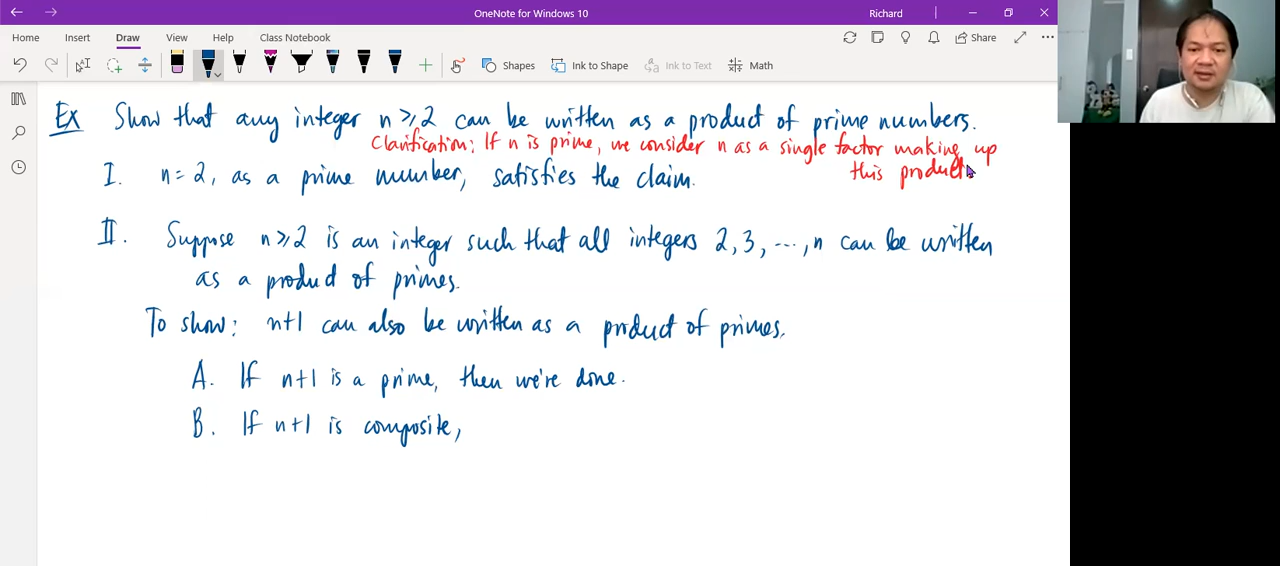 OneNote for Windows 10
Richard
Home Insert Draw View Help Class Notebook
Share
Shapes Ink to Shape Ink to Text Math
Ex Show that any integer n≥2 can be written as a product of prime numbers.
Clarification: If n is prime, we consider n as a single factor making up
this product
I. n=2, as a prime number, satisfies the claim.
II. Suppose n≥2 is an integer such that all integers 2, 3, ..., n can be written
as a product of primes.
To show: n+1 can also be written as a product of primes.
A. If n+1 is a prime, then we're done.
B. If n+1 is composite,